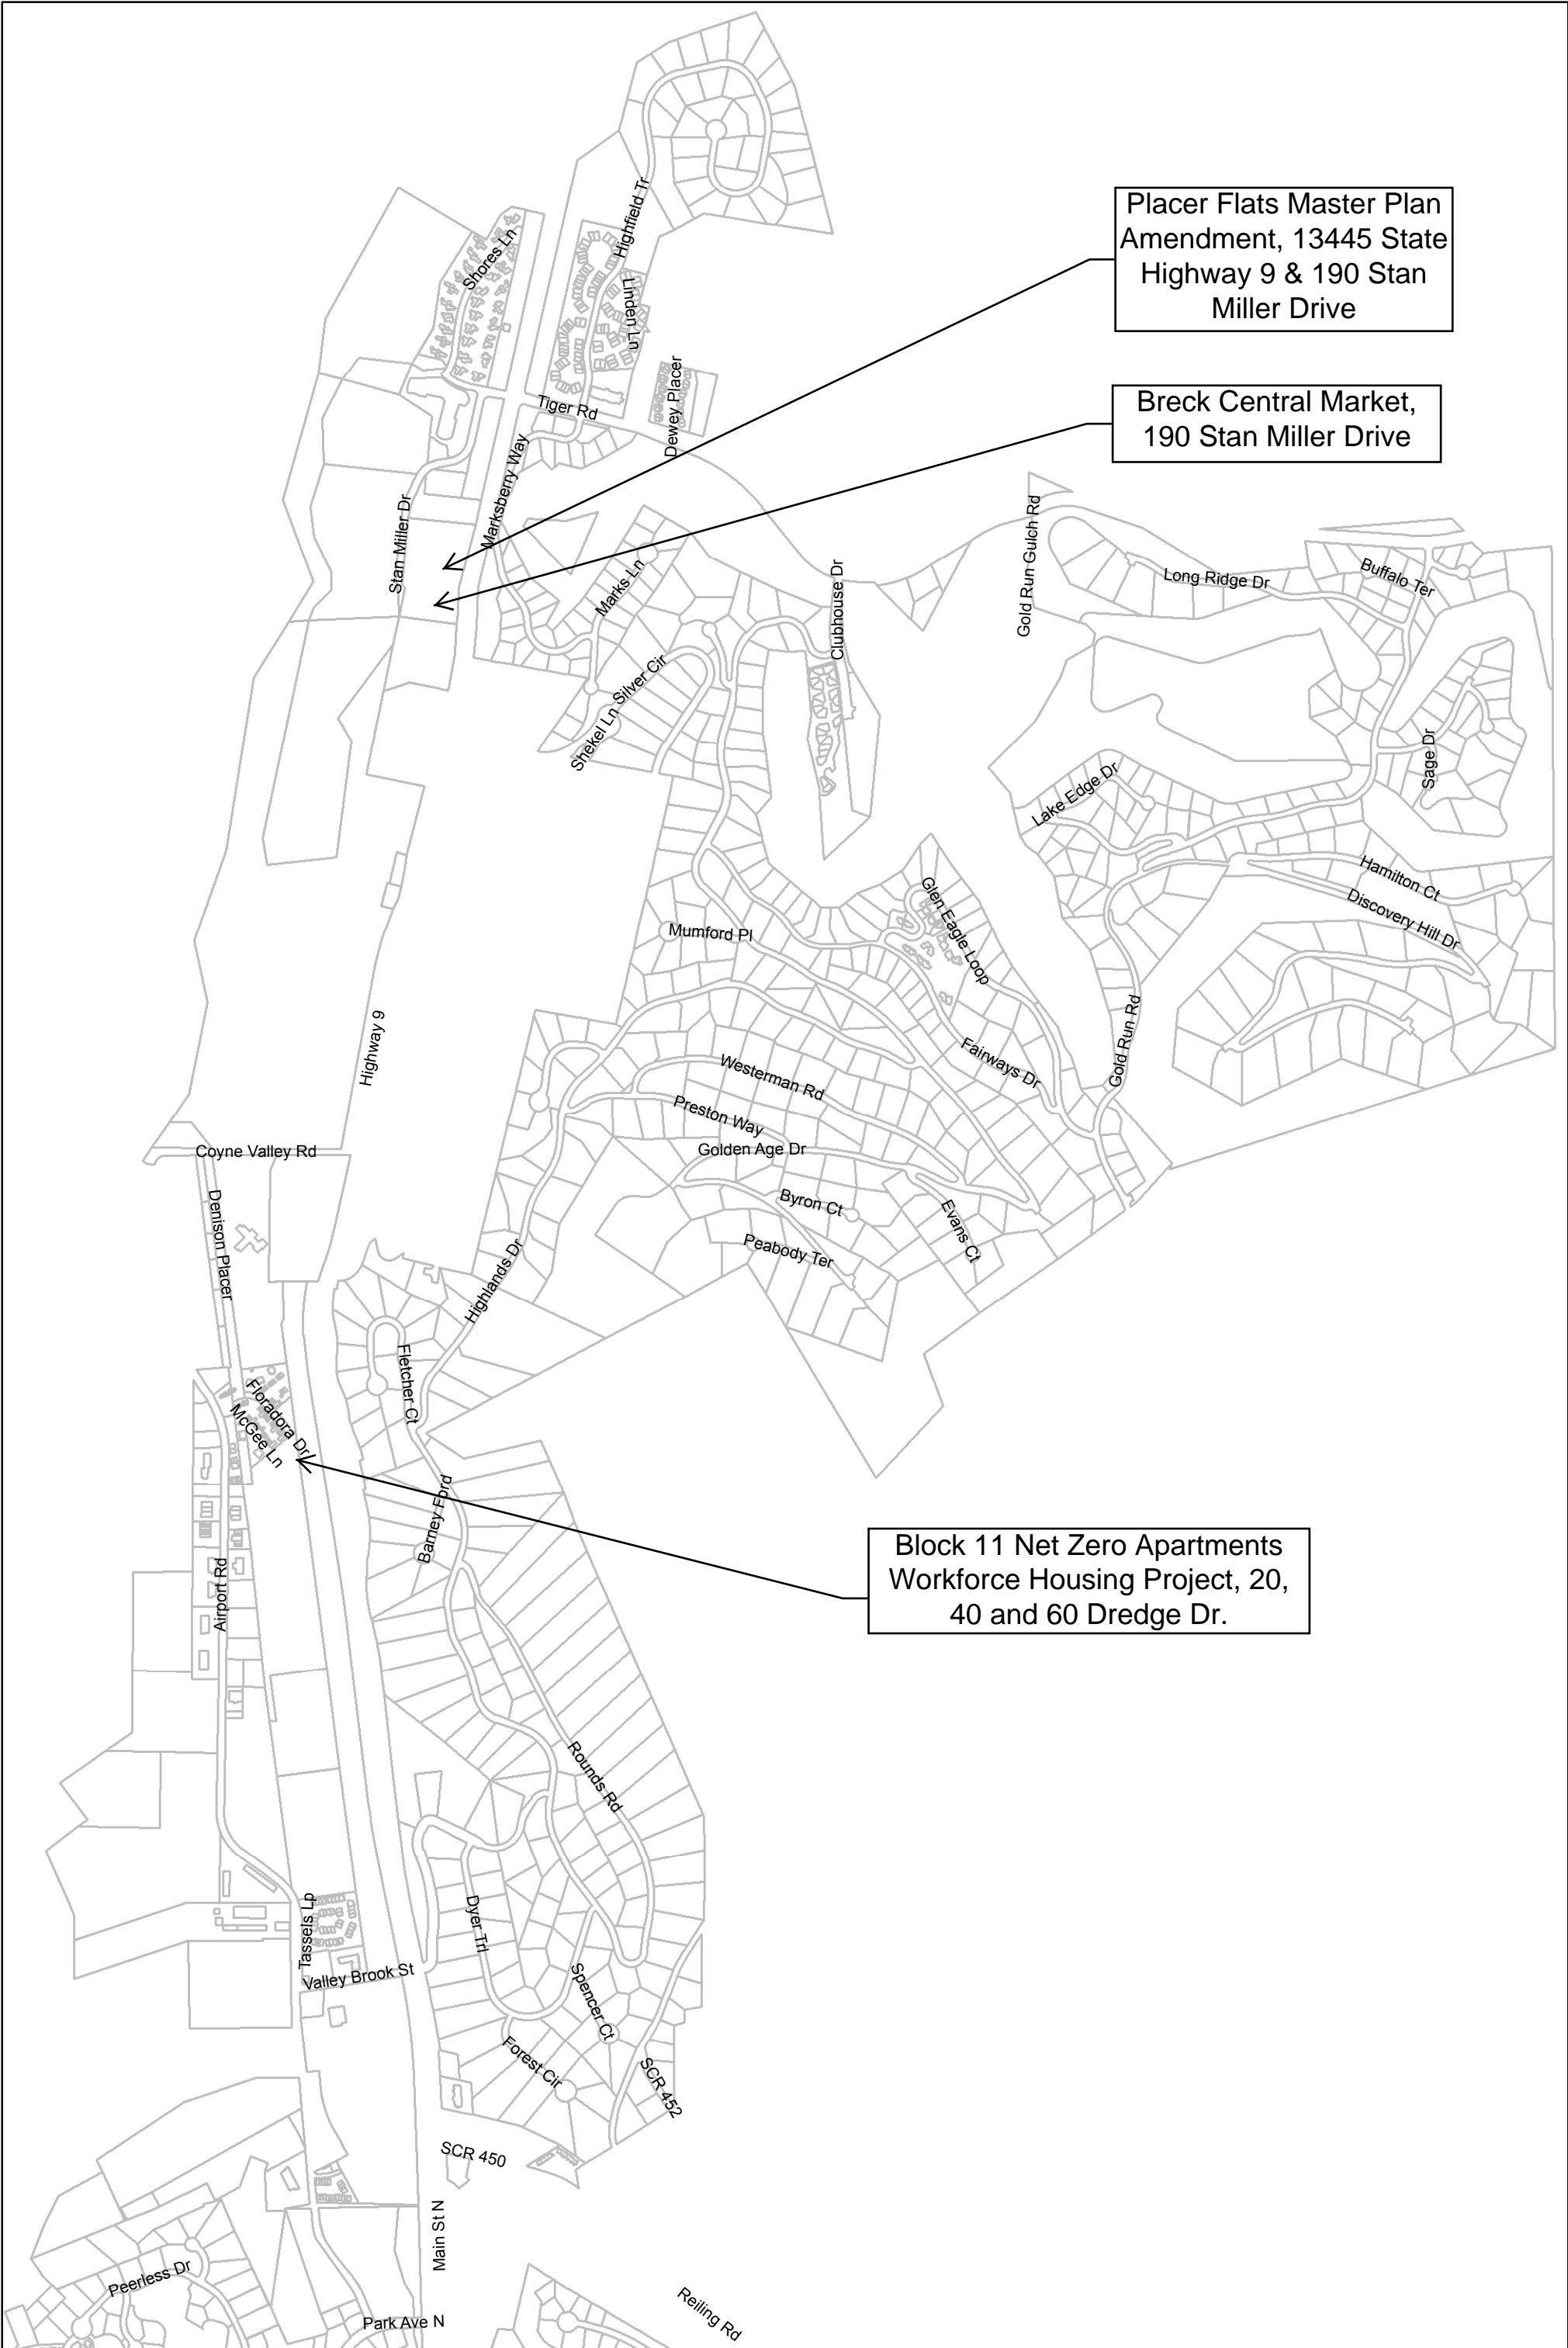 Highfield Tr
Placer Flats Master Plan
Amendment, 13445 State
Highway 9 & 190 Stan
Miller Drive
Shores Ln
Linden Ln
Dewey Placer
Tiger Rd
Breck Central Market,
190 Stan Miller Drive
Marksberry Way
Stan Miller Dr
Gold Run Gulch Rd
Marks Ln
Clubhouse Dr
Long Ridge Dr
Buffalo Ter
Silver Cir
Shekel Ln
Sage Dr
Lake Edge Dr
Hamilton Ct
Discovery Hill Dr
Glen Eagle Loop
Mumford Pl
Highway 9
Gold Run Rd
Fairways Dr
Westerman Rd
Preston Way
Coyne Valley Rd
Golden Age Dr
Byron Ct
Evans Ct
Peabody Ter
Denison Placer
Highlands Dr
Fletcher Ct
Floradora Dr
McGee Ln
Barney Ford
Block 11 Net Zero Apartments
Workforce Housing Project, 20,
40 and 60 Dredge Dr.
Airport Rd
Rounds Rd
Tassels Lp
Dyer Trl
Valley Brook St
Spencer Ct
Forest Cir
SCR 452
SCR 450
Main St N
Peerless Dr
Park Ave N
Reiling Rd